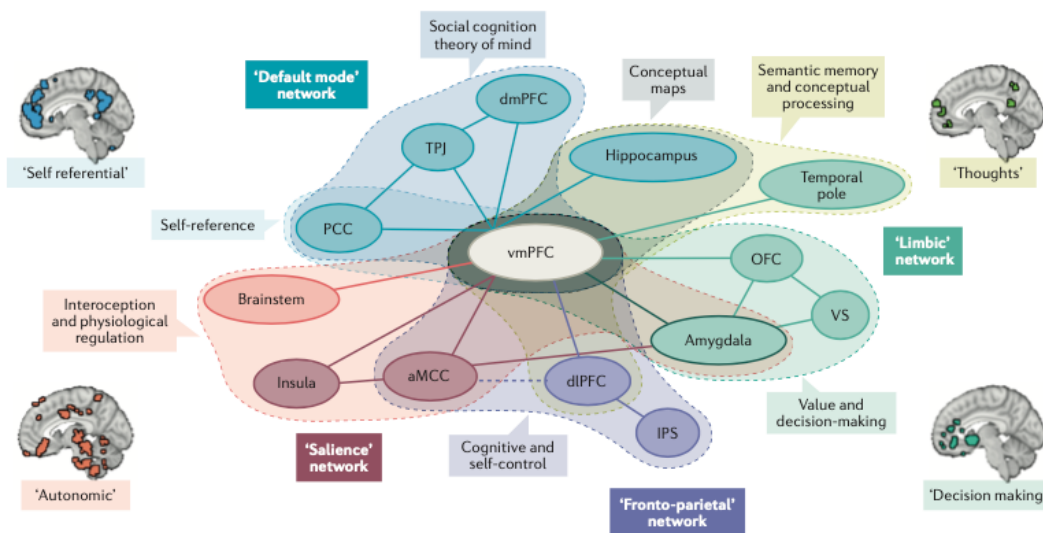 Social cognition
theory of mind
'Default mode'
network
Conceptual
maps
Semantic memory
and conceptual
processing
dmPFC
TPJ
Hippocampus
Temporal
pole
'Self referential'
'Thoughts'
Self-reference
PCC
vmPFC
OFC
'Limbic'
network
Brainstem
Interoception
and physiological
regulation
VS
Amygdala
Insula
aMCC
dlPFC
IPS
Value and
decision-making
'Salience'
network
Cognitive and
self-control
'Autonomic'
'Fronto-parietal'
network
'Decision making'